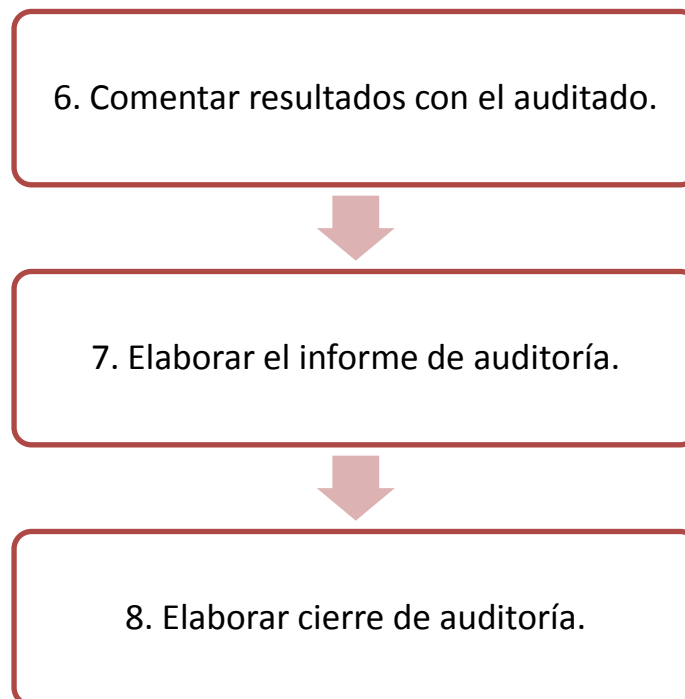 6. Comentar resultados con el auditado.
7. Elaborar el informe de auditoría.
8. Elaborar cierre de auditoría.